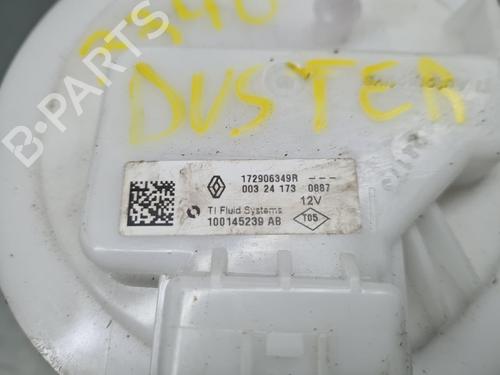 B-PARTS
DUSTER
172906349R ---
003 24 173 0887
12V
TI Fluid Systems
100145239 AB
T05